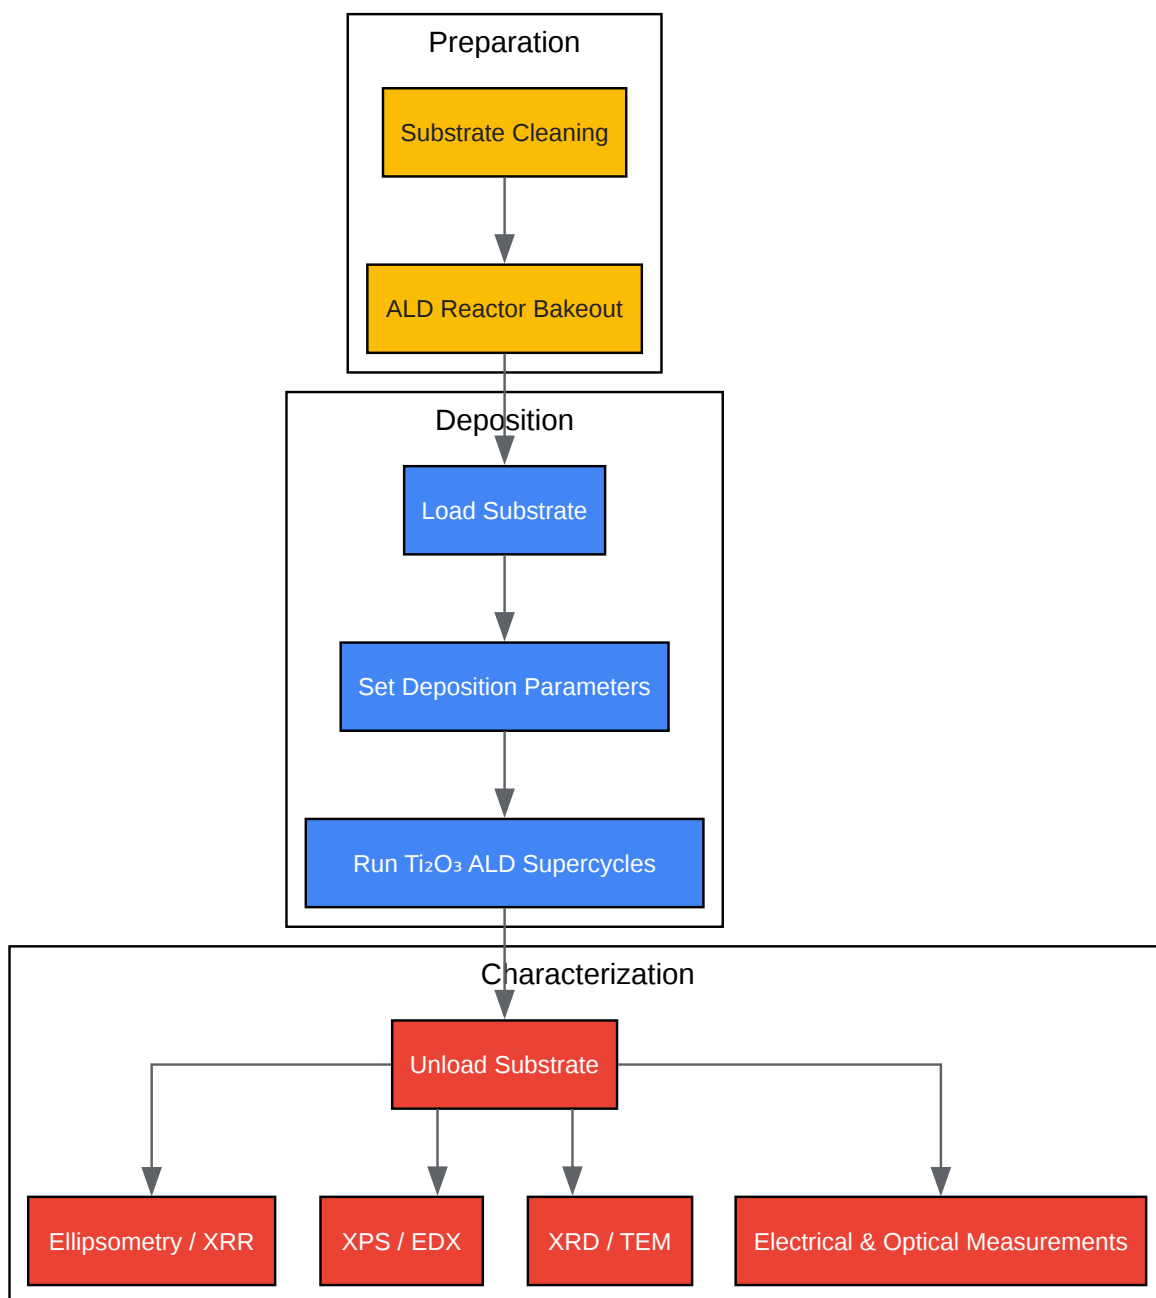 Preparation
Substrate Cleaning
ALD Reactor Bakeout
Deposition
Load Substrate
Set Deposition Parameters
Run Ti₂O₃ ALD Supercycles
Characterization
Unload Substrate
Ellipsometry / XRR
XPS / EDX
XRD / TEM
Electrical & Optical Measurements